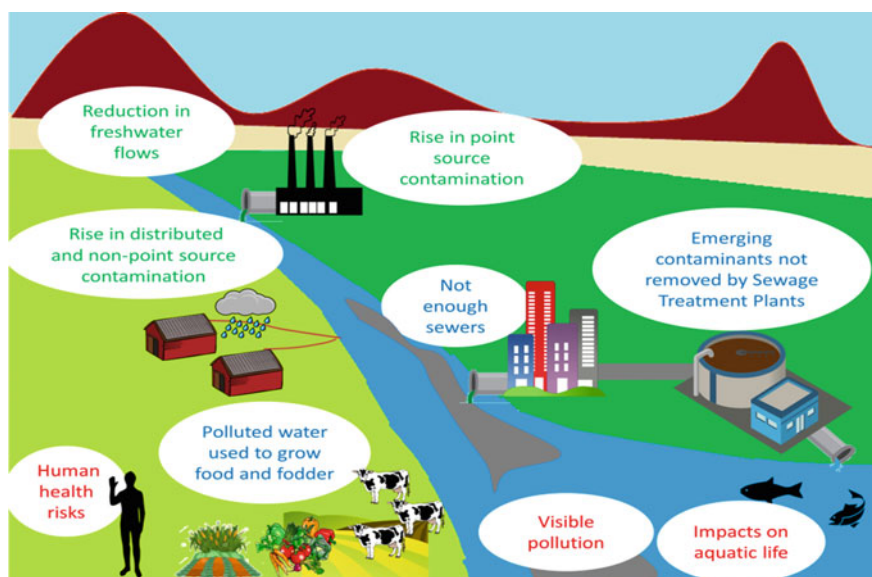 Reduction in
freshwater
flows
Rise in point
source
contamination
Rise in distributed
and non-point source
contamination
Emerging
contaminants not
removed by Sewage
Treatment Plants
Not
enough
sewers
Polluted water
used to grow
food and fodder
Human
health
risks
Visible
pollution
Impacts on
aquatic life